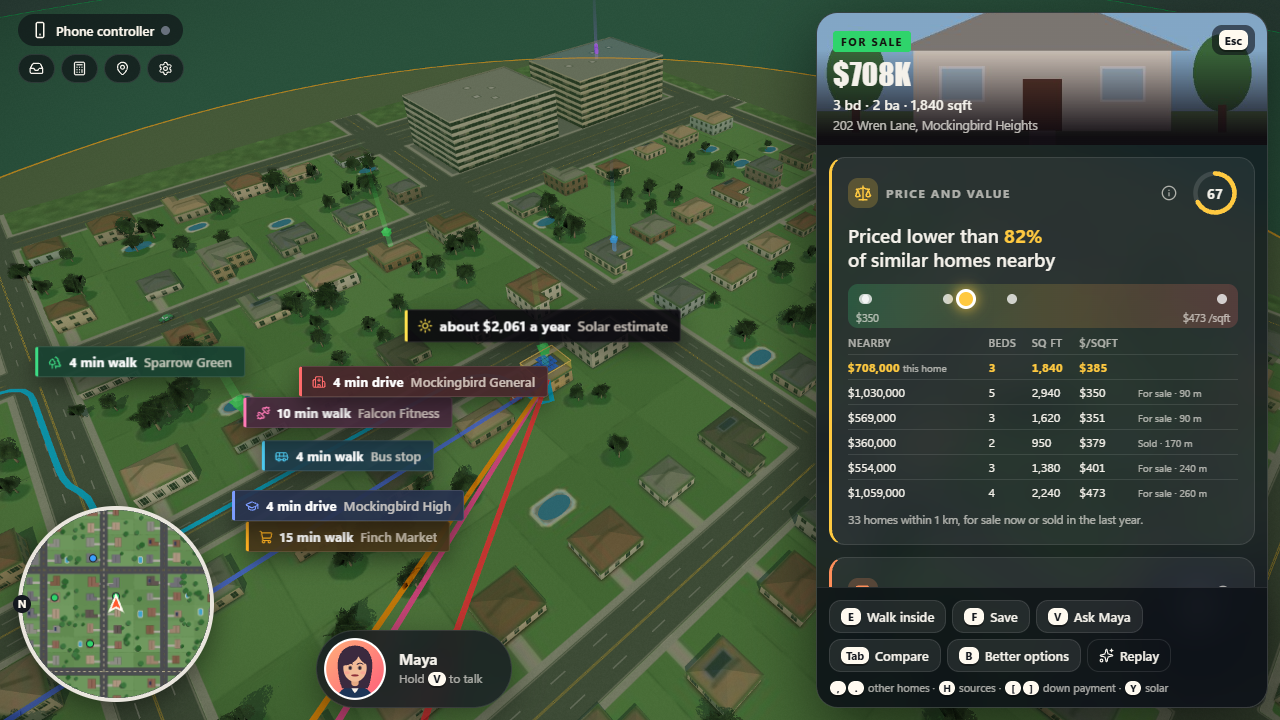 Phone controller
FOR SALE
Esc
$708K
3 bd · 2 ba · 1,840 sqft
202 Wren Lane, Mockingbird Heights
PRICE AND VALUE
67
Priced lower than 82%
of similar homes nearby
$350
$473 /sqft
NEARBY BEDS SQ FT $/SQFT
$708,000 this home 3 1,840 $385
$1,030,000 5 2,940 $350 For sale · 90 m
$569,000 3 1,620 $351 For sale · 90 m
$360,000 2 950 $379 Sold · 170 m
$554,000 3 1,380 $401 For sale · 240 m
$1,059,000 4 2,240 $473 For sale · 260 m
33 homes within 1 km, for sale now or sold in the last year.
E Walk inside F Save V Ask Maya
Tab Compare B Better options Replay
, . other homes · H sources · [ ] down payment · Y solar
about $2,061 a year Solar estimate
4 min walk Sparrow Green
4 min drive Mockingbird General
10 min walk Falcon Fitness
4 min walk Bus stop
4 min drive Mockingbird High
15 min walk Finch Market
N
Maya
Hold V to talk